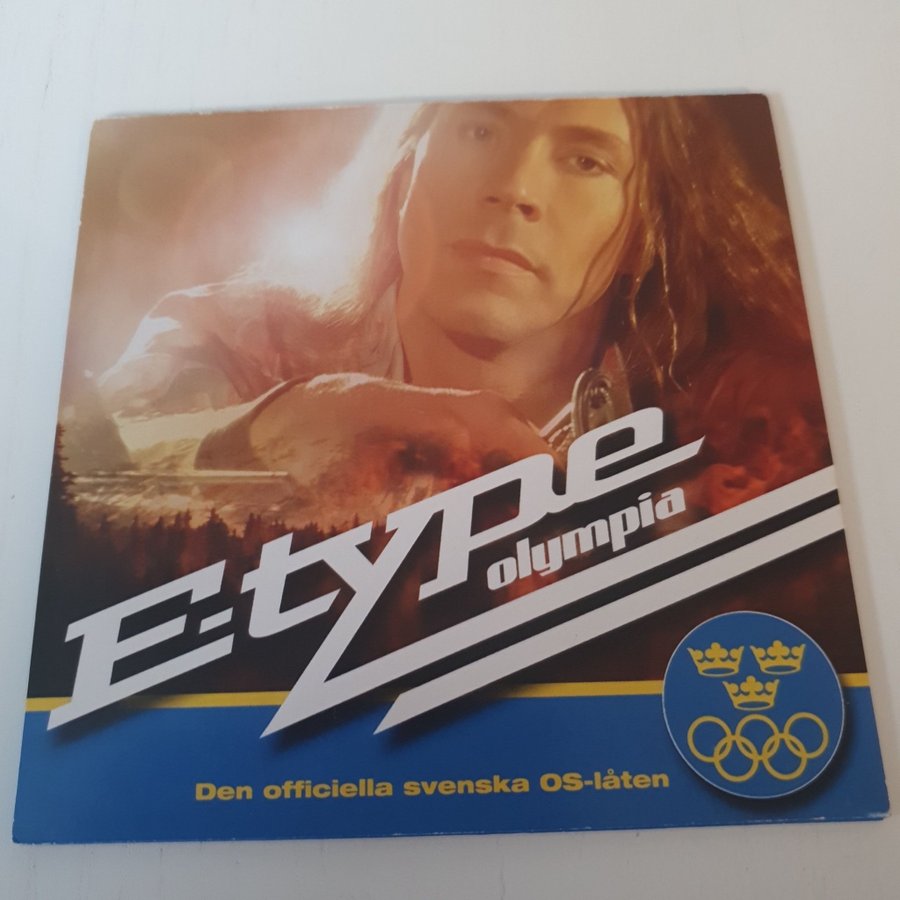 E-type
olympia
Den officiella svenska OS-låten